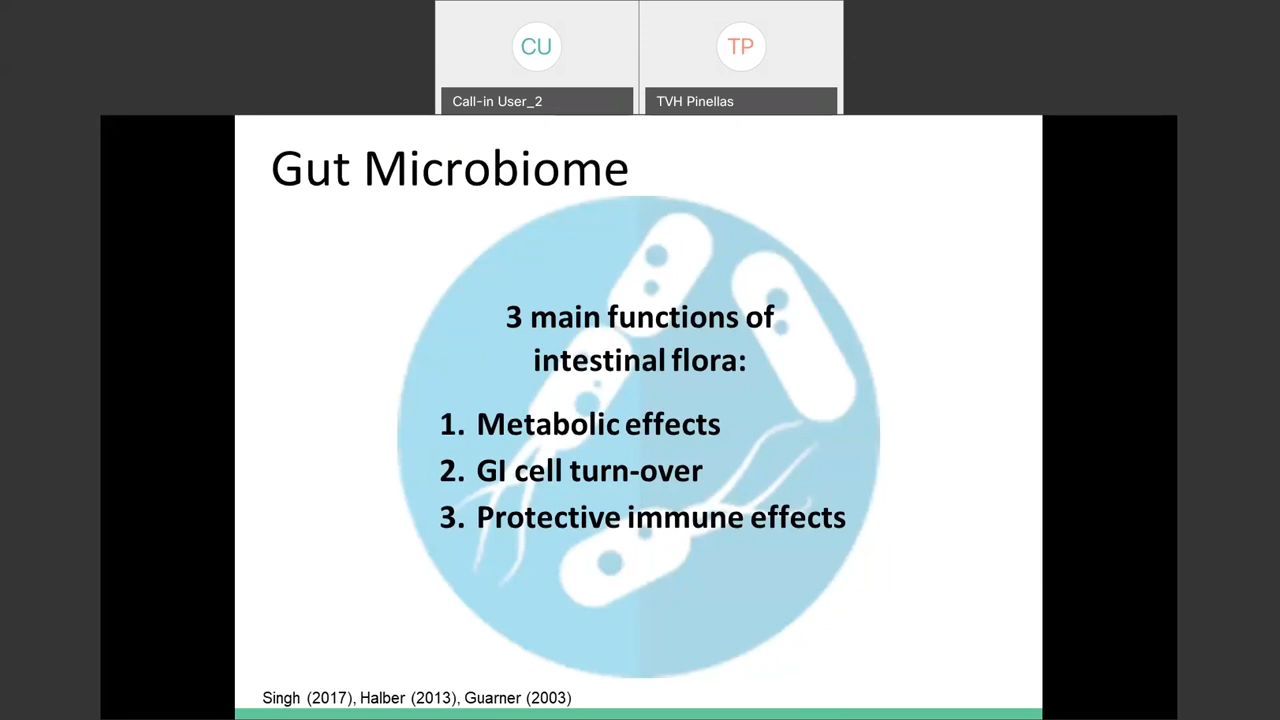 CU
TP
Call-in User_2
TVH Pinellas
Gut Microbiome
3 main functions of
intestinal flora:
1. Metabolic effects
2. GI cell turn-over
3. Protective immune effects
Singh (2017), Halber (2013), Guarner (2003)